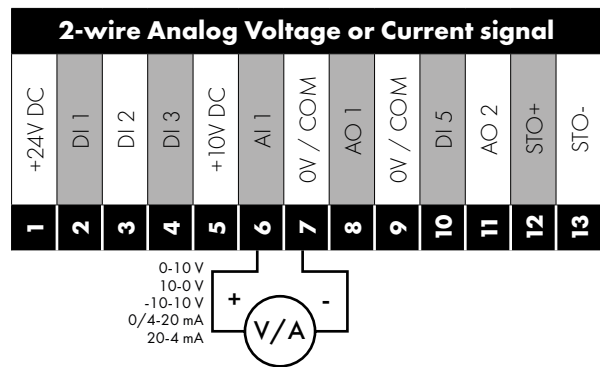 2-wire Analog Voltage or Current signal
+24V DC
DI 1
DI 2
DI 3
+10V DC
AI 1
0V / COM
AO 1
0V / COM
DI 5
AO 2
STO+
STO-
1
2
3
4
5
6
7
8
9
10
11
12
13
0-10 V
10-0 V
-10-10 V
0/4-20 mA
20-4 mA
+
-
V/A